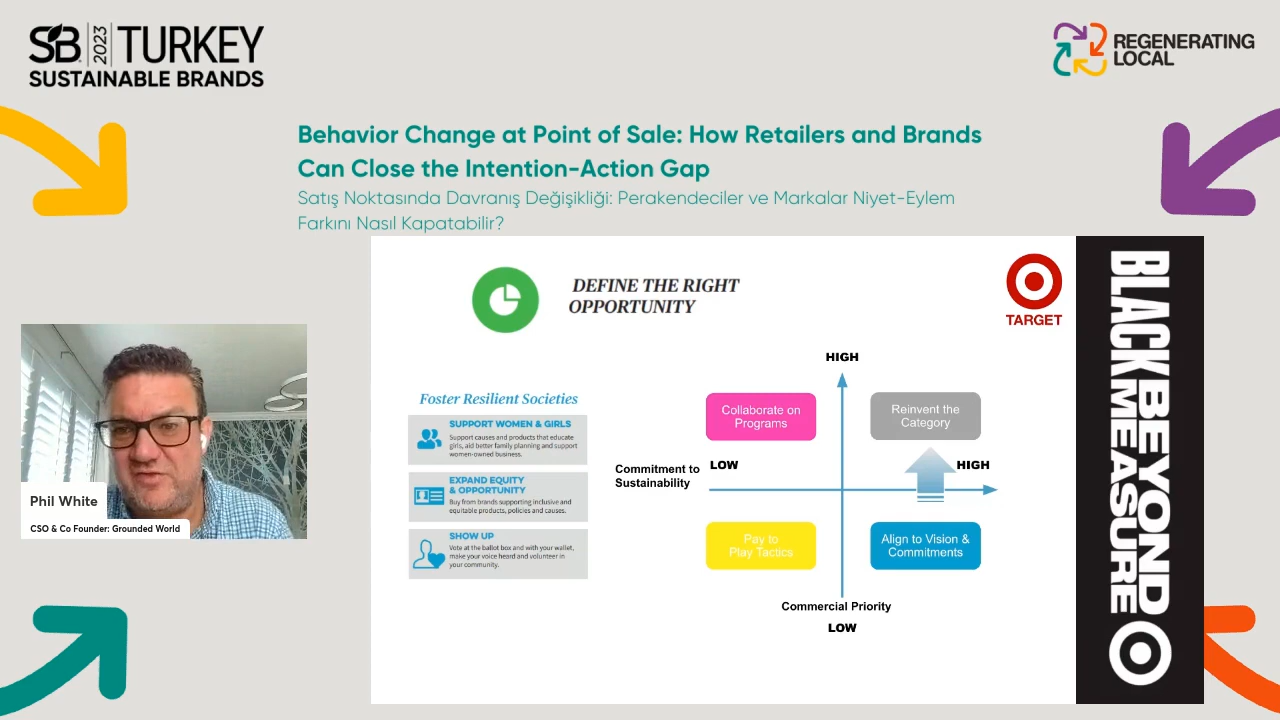 SB 2023 TURKEY
SUSTAINABLE BRANDS
REGENERATING
LOCAL
Behavior Change at Point of Sale: How Retailers and Brands
Can Close the Intention-Action Gap
Satış Noktasında Davranış Değişikliği: Perakendeciler ve Markalar Niyet-Eylem
Farkını Nasıl Kapatabilir?
DEFINE THE RIGHT
OPPORTUNITY
TARGET
BLACK BEYOND
MEASURE
Foster Resilient Societies
SUPPORT WOMEN & GIRLS
Support causes and products that educate
girls, aid better family planning and support
women-owned business.
EXPAND EQUITY
& OPPORTUNITY
Buy from brands supporting inclusive and
equitable products, policies and causes.
SHOW UP
Vote at the ballot box and with your wallet,
make your voice heard and volunteer in
your community.
HIGH
Collaborate on
Programs
Reinvent the
Category
Commitment to
Sustainability
LOW
HIGH
Pay to
Play Tactics
Align to Vision &
Commitments
Commercial Priority
LOW
Phil White
CSO & Co Founder: Grounded World